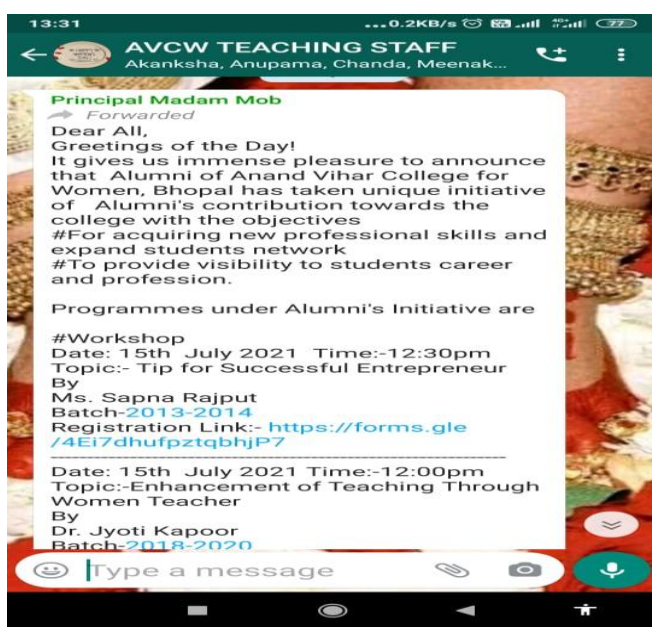 13:31
...0.2KB/s
77
AVCW TEACHING STAFF
Akanksha, Anupama, Chanda, Meenak...
Principal Madam Mob
Forwarded
Dear All,
Greetings of the Day!
It gives us immense pleasure to announce
that Alumni of Anand Vihar College for
Women, Bhopal has taken unique initiative
of Alumni's contribution towards the
college with the objectives
#For acquiring new professional skills and
expand students network
#To provide visibility to students career
and profession.
Programmes under Alumni's Initiative are
#Workshop
Date: 15th July 2021 Time:-12:30pm
Topic:- Tip for Successful Entrepreneur
By
Ms. Sapna Rajput
Batch-2013-2014
Registration Link:- https://forms.gle
/4Ei7dhufpztqbhjP7
Date: 15th July 2021 Time:-12:00pm
Topic:-Enhancement of Teaching Through
Women Teacher
By
Dr. Jyoti Kapoor
Batch-2018-2020
Type a message